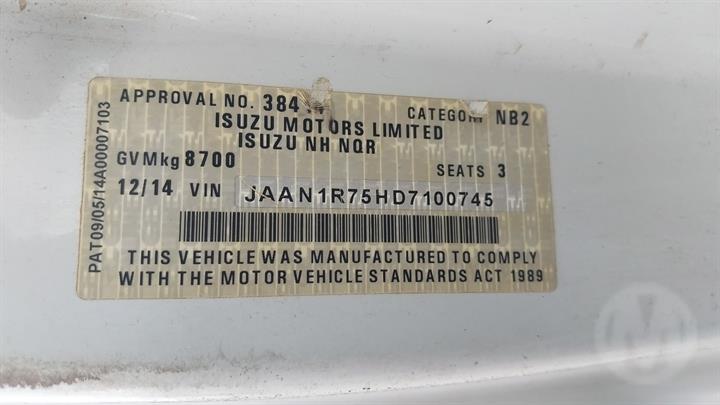 APPROVAL NO. 384 CATEGORY NB2
ISUZU MOTORS LIMITED
ISUZU NH NQR
GVMkg 8700 SEATS 3
12/14 VIN JAAN1R75HD7100745
THIS VEHICLE WAS MANUFACTURED TO COMPLY
WITH THE MOTOR VEHICLE STANDARDS ACT 1989
PAT09/05/14A00007103